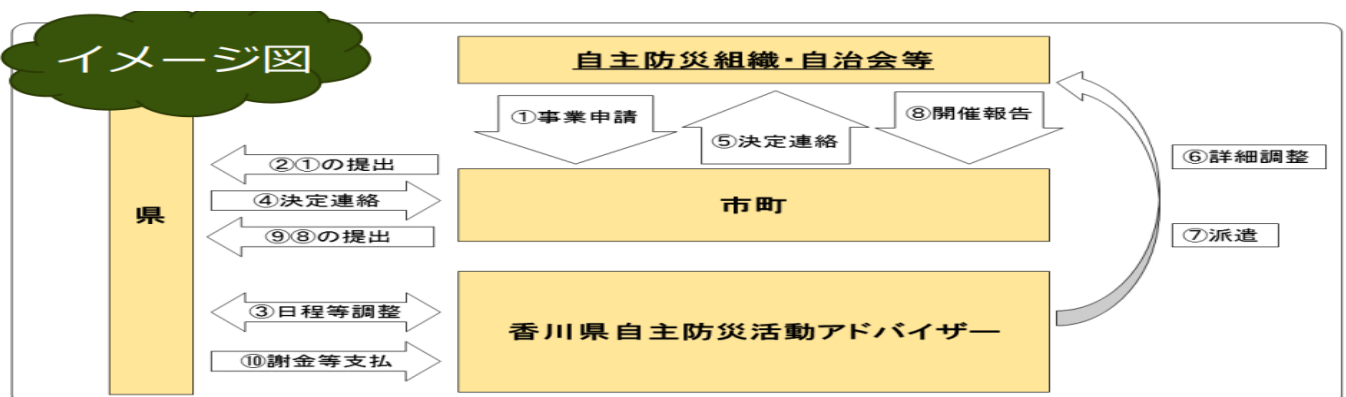 イメージ図
自主防災組織・自治会等
①事業申請
⑤決定連絡
⑧開催報告
②①の提出
④決定連絡
⑨⑧の提出
県
市町
⑥詳細調整
⑦派遣
③日程等調整
⑩謝金等支払
香川県自主防災活動アドバイザー